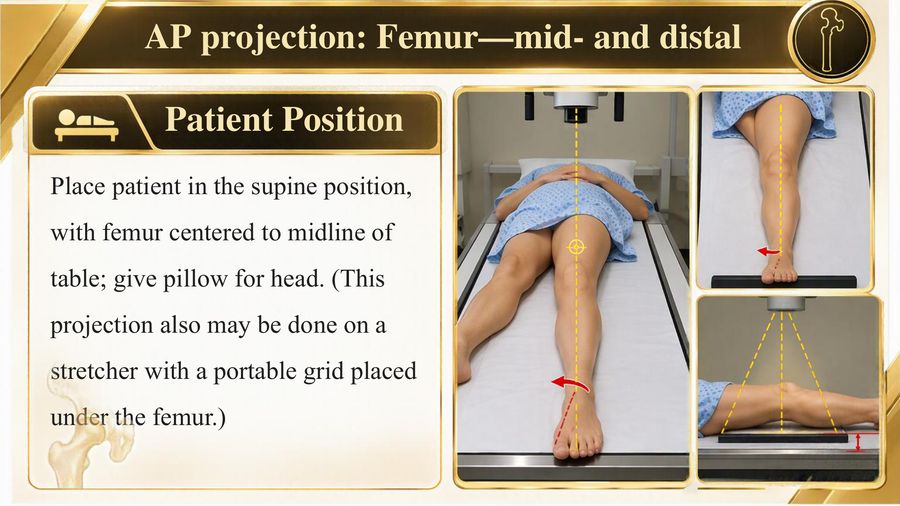 AP projection: Femur—mid- and distal
Patient Position
Place patient in the supine position,
with femur centered to midline of
table; give pillow for head. (This
projection also may be done on a
stretcher with a portable grid placed
under the femur.)